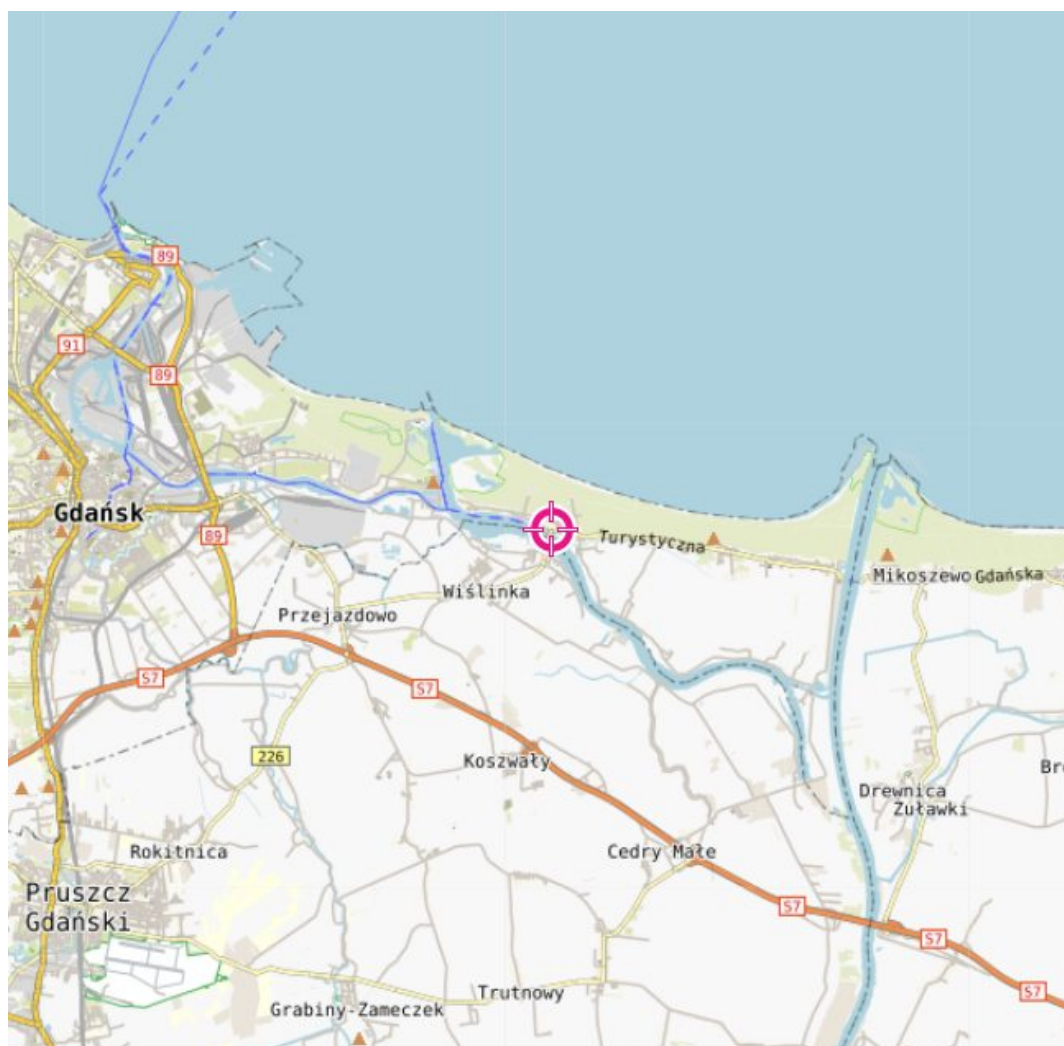 89
91
89
Gdańsk
89
Turystyczna
Mikoszewo
Gdańska
Wiślinka
Przejazdowo
S7
S7
226
Koszwały
Drewnica
Żuławki
Rokitnica
Cedry Małe
Pruszcz
Gdański
S7
S7
S7
Trutnowy
Grabiny-Zameczek